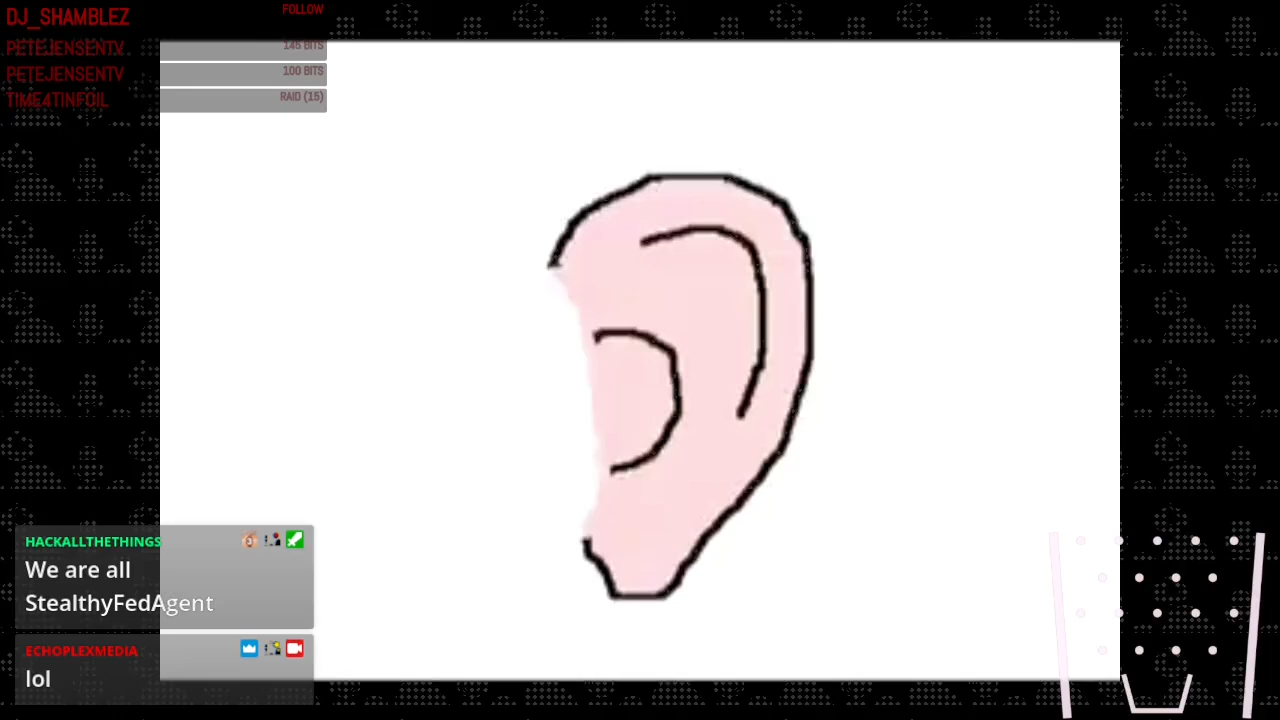 DJ_SHAMBLEZ FOLLOW
PETEJENSENTV 145 BITS
PETEJENSENTV 100 BITS
TIME4TINFOIL RAID (15)
HACKALLTHETHINGS
We are all
StealthyFedAgent
ECHOPLEXMEDIA
lol